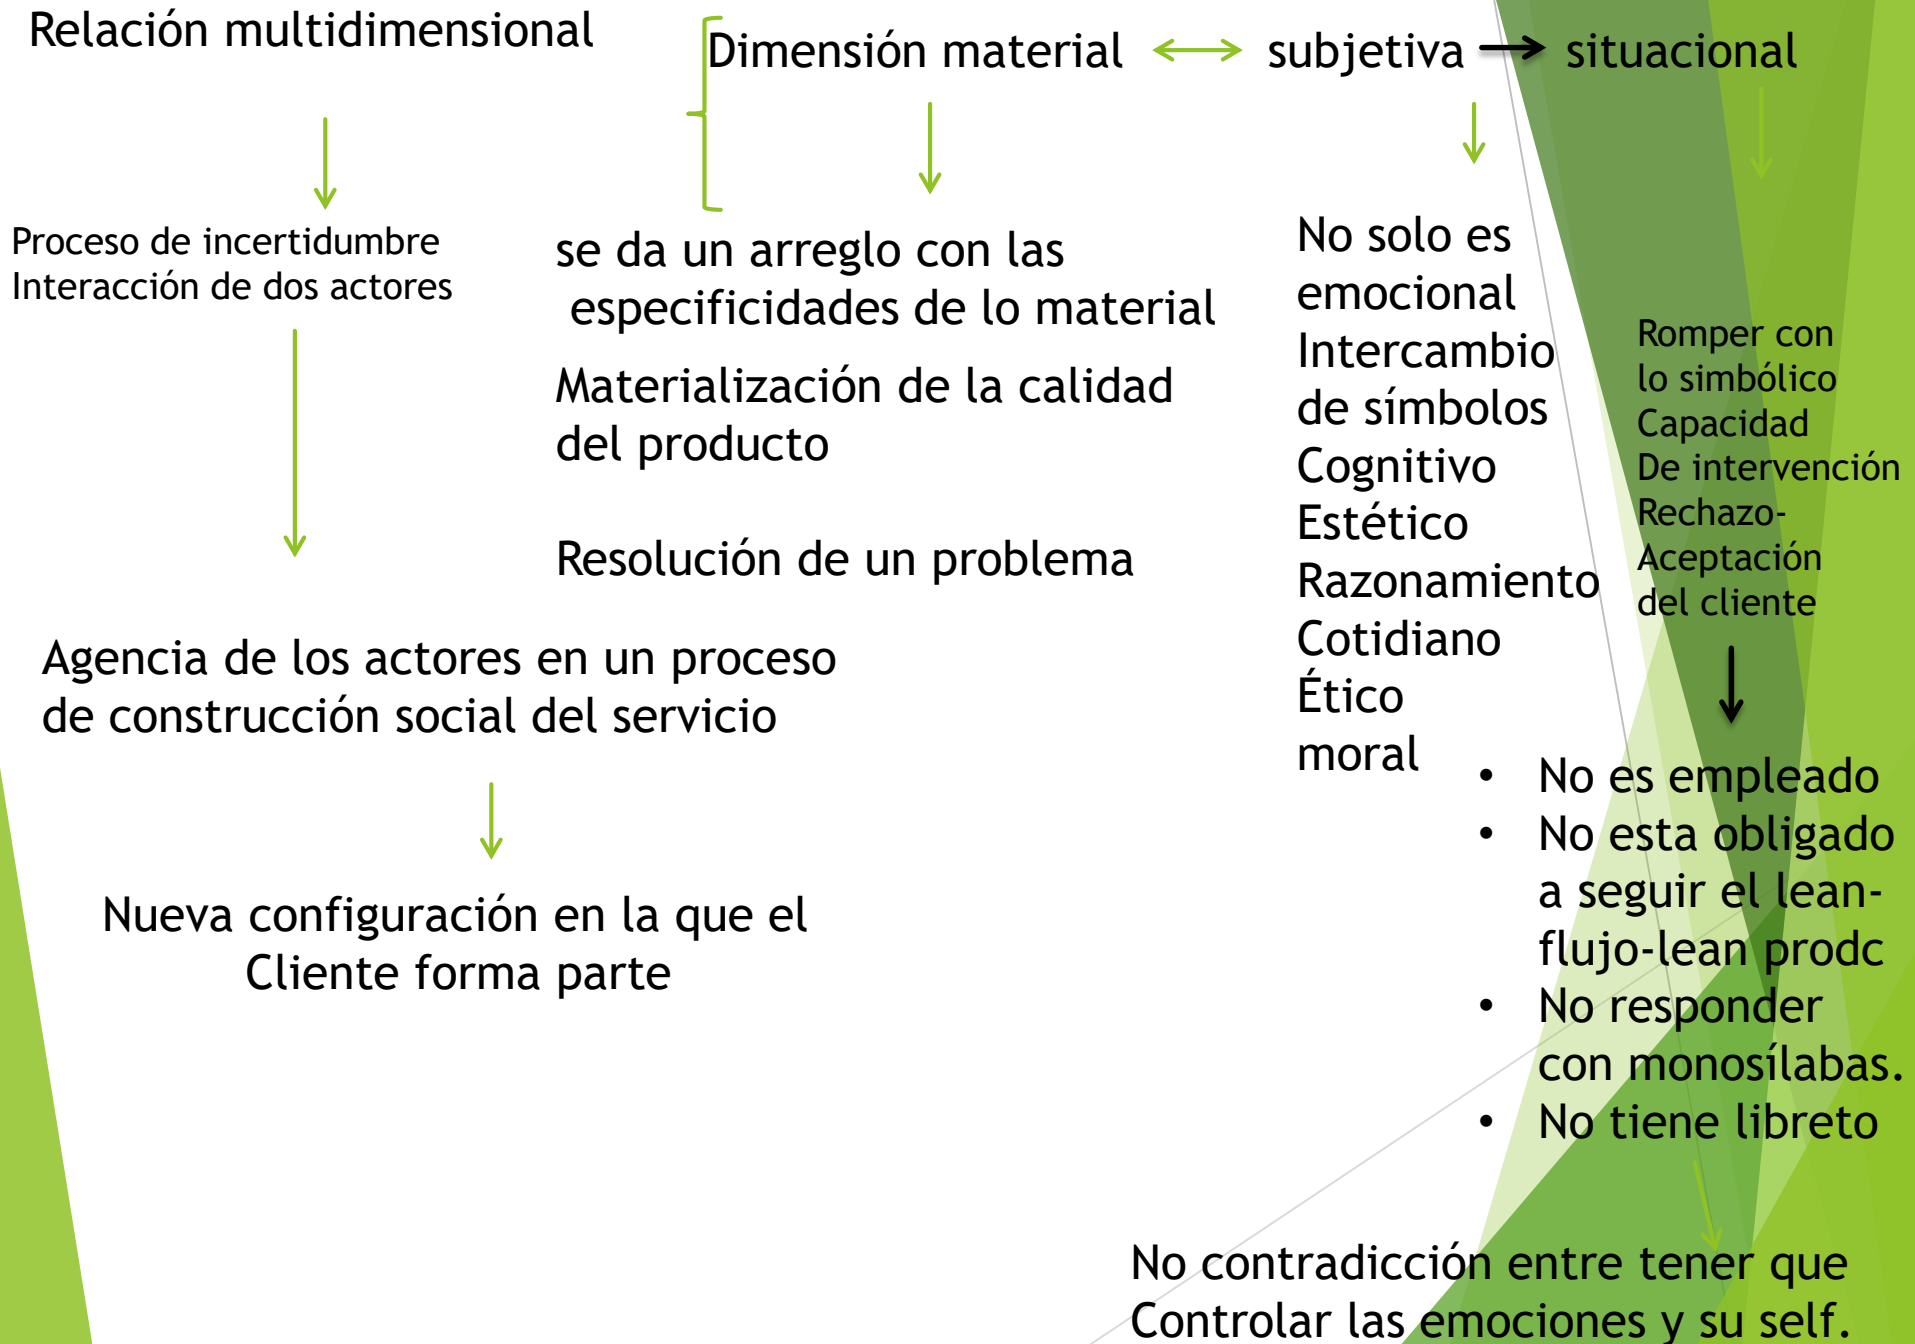 Relación multidimensional
Dimensión material
subjetiva
situacional
Proceso de incertidumbre
Interacción de dos actores
Agencia de los actores en un proceso
de construcción social del servicio
Nueva configuración en la que el
Cliente forma parte
se da un arreglo con las
especificidades de lo material
Materialización de la calidad
del producto
Resolución de un problema
No solo es
emocional
Intercambio
de símbolos
Cognitivo
Estético
Razonamiento
Cotidiano
Ético
moral
Romper con
lo simbólico
Capacidad
De intervención
Rechazo-
Aceptación
del cliente
• No es empleado
• No esta obligado
a seguir el lean-
flujo-lean prodc
• No responder
con monosílabas.
• No tiene libreto
No contradicción entre tener que
Controlar las emociones y su self.